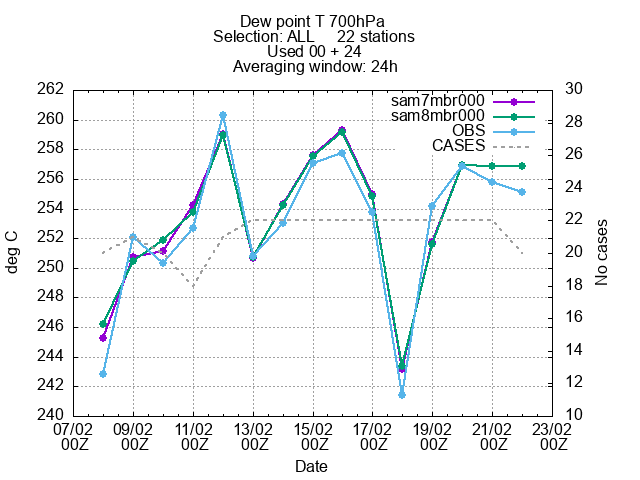 Dew point T 700hPa
Selection: ALL     22 stations
Used 00 + 24
Averaging window: 24h
262
260
258
256
254
252
250
248
246
244
242
240
30
28
26
24
22
20
18
16
14
12
10
sam7mbr000
sam8mbr000
OBS
CASES
deg C
No cases
07/02 09/02 11/02 13/02 15/02 17/02 19/02 21/02 23/02
00Z 00Z 00Z 00Z 00Z 00Z 00Z 00Z 00Z
Date